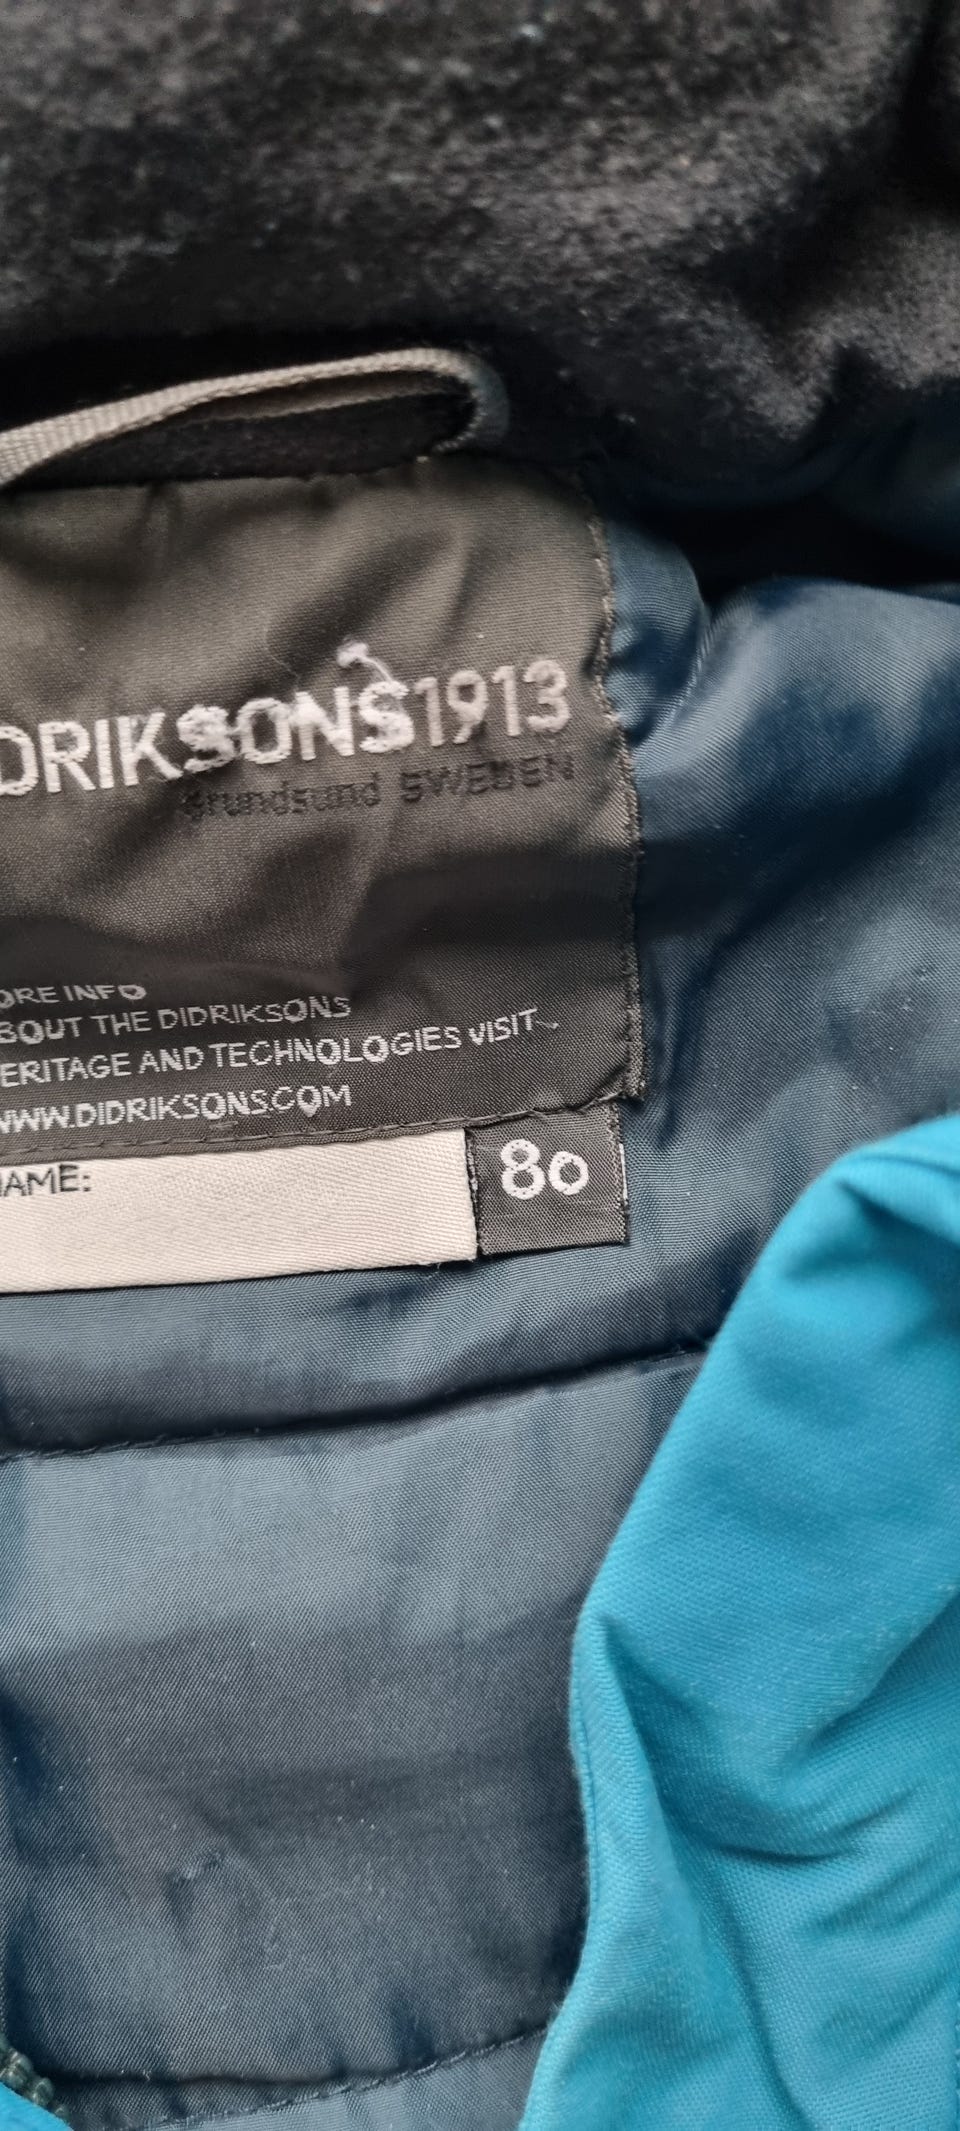 DRIKSONS1913
grundsund SWEDEN
ORE INFO
BOUT THE DIDRIKSONS
ERITAGE AND TECHNOLOGIES VISIT
WWW.DIDRIKSONS.COM
AME:
80